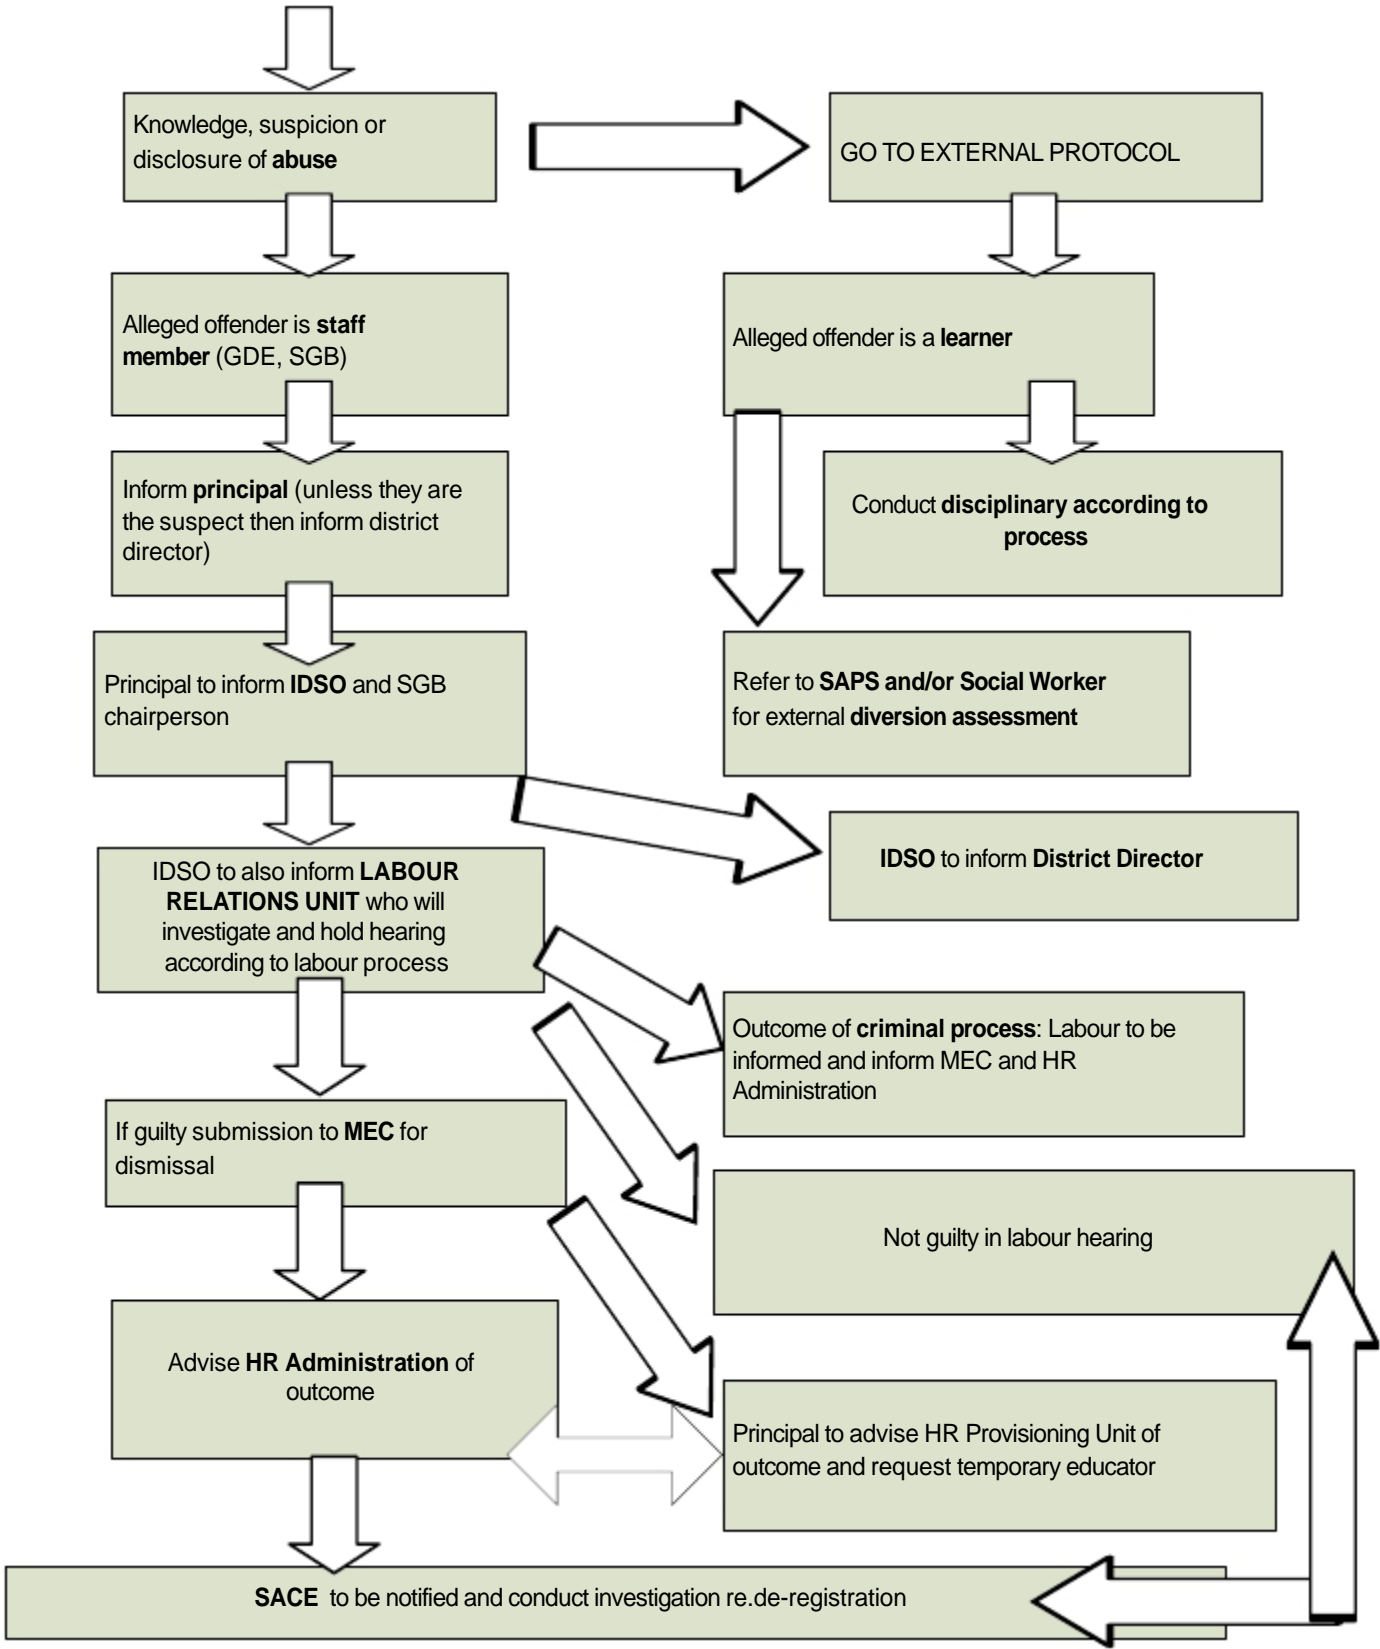 Knowledge, suspicion or
disclosure of abuse
GO TO EXTERNAL PROTOCOL
Alleged offender is staff
member (GDE, SGB)
Alleged offender is a learner
Inform principal (unless they are
the suspect then inform district
director)
Conduct disciplinary according to
process
Principal to inform IDSO and SGB
chairperson
Refer to SAPS and/or Social Worker
for external diversion assessment
IDSO to also inform LABOUR
RELATIONS UNIT who will
investigate and hold hearing
according to labour process
IDSO to inform District Director
Outcome of criminal process: Labour to be
informed and inform MEC and HR
Administration
If guilty submission to MEC for
dismissal
Not guilty in labour hearing
Advise HR Administration of
outcome
Principal to advise HR Provisioning Unit of
outcome and request temporary educator
SACE to be notified and conduct investigation re.de-registration